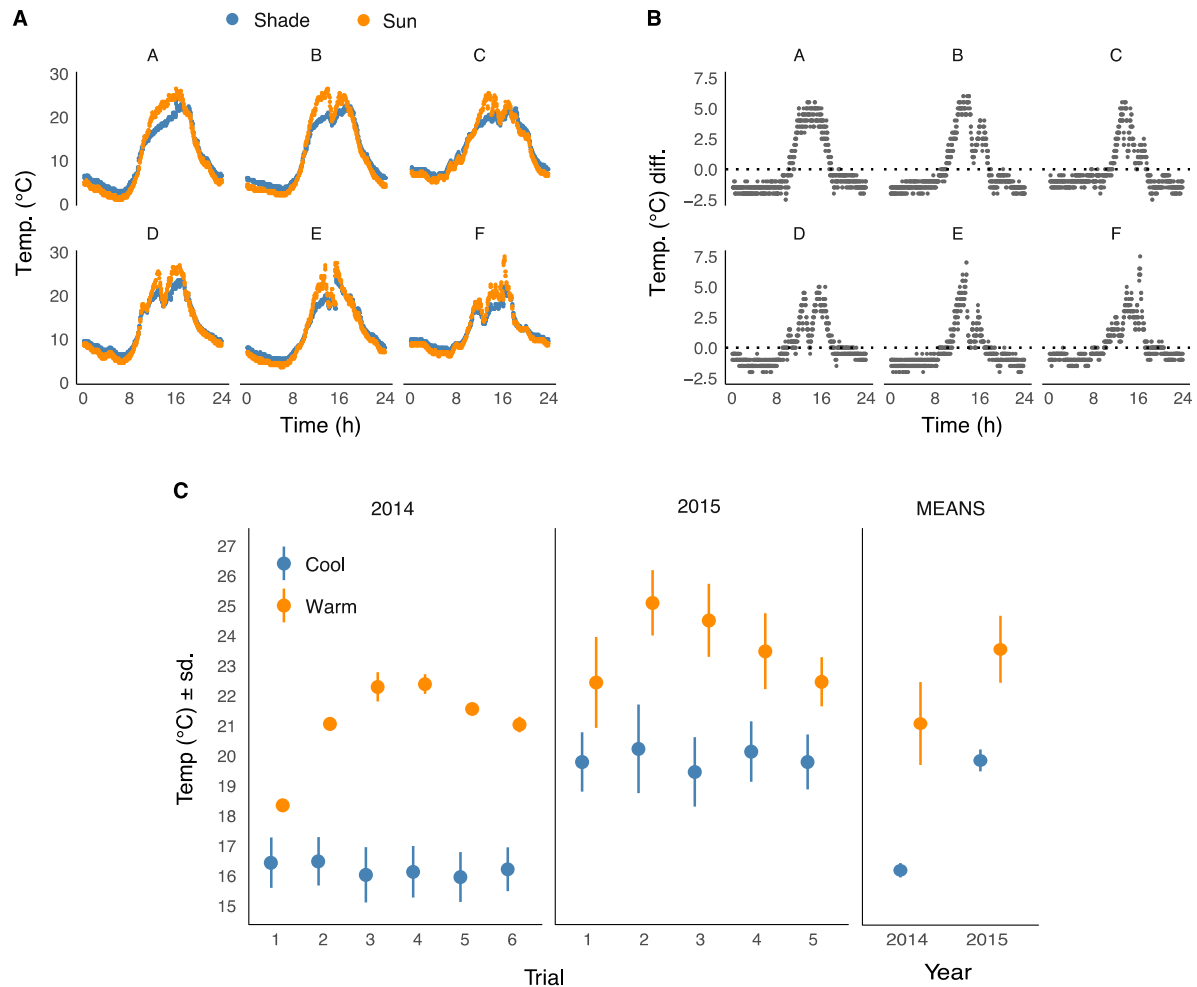 A
Shade
Sun
A B C
30
20
10
0
D E F
30
20
10
0
0 8 16 24 0 8 16 24 0 8 16 24
Temp. (°C)
Time (h)
B
A B C
7.5
5.0
2.5
0.0
−2.5
D E F
7.5
5.0
2.5
0.0
−2.5
0 8 16 24 0 8 16 24 0 8 16 24
Temp. (°C) diff.
Time (h)
C
2014 2015 MEANS
Cool
Warm
27
26
25
24
23
22
21
20
19
18
17
16
15
Temp (°C) ± sd.
1 2 3 4 5 6 1 2 3 4 5 2014 2015
Trial
Year